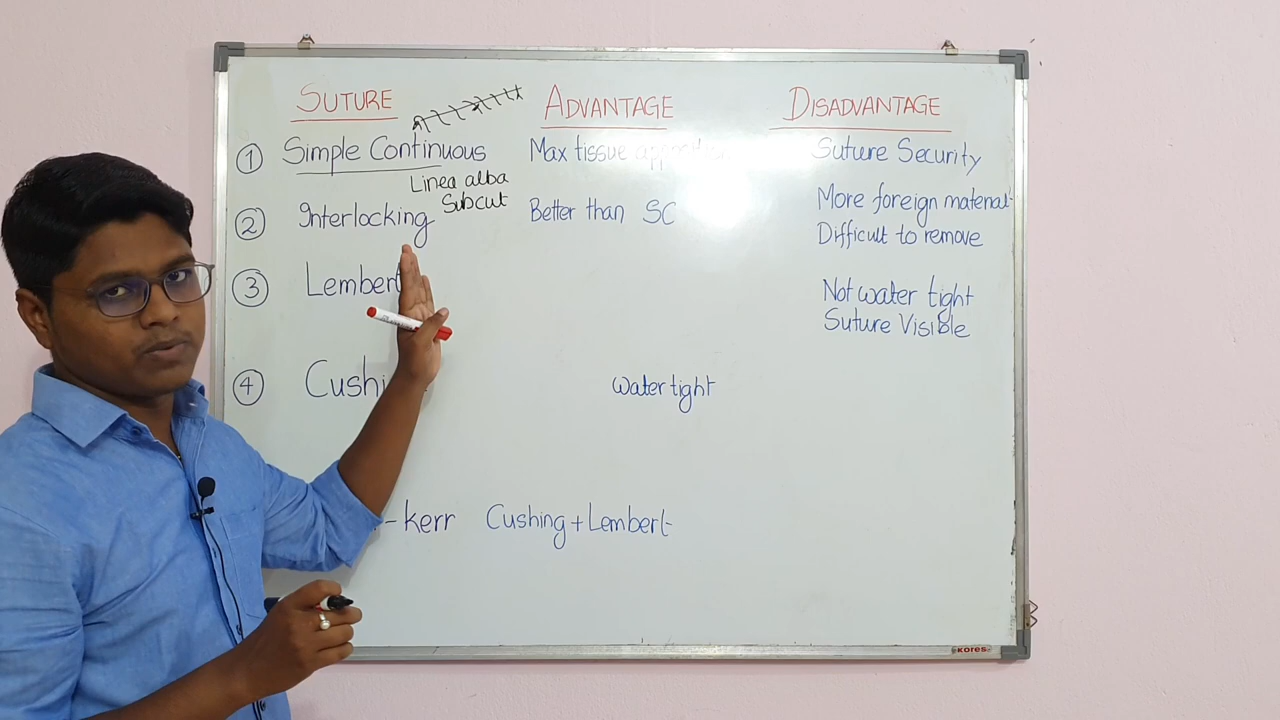 SUTURE ADVANTAGE DISADVANTAGE
1 Simple Continuous Max tissue apposition Suture Security
Linea alba
Subcut
2 Interlocking Better than SC More foreign material
Difficult to remove
3 Lembert Not water tight
Suture Visible
4 Cushi water tight
-kerr Cushing + Lembert
KORES